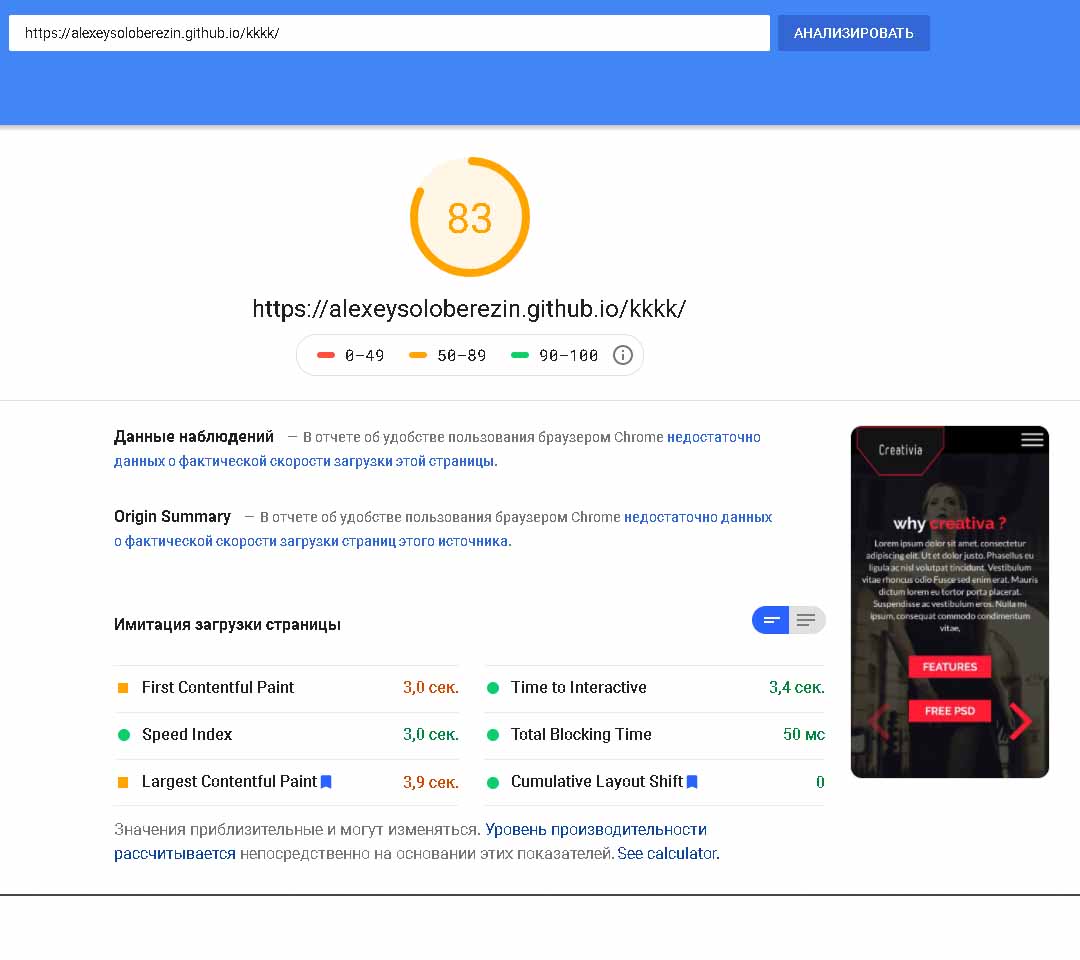 https://alexeysoloberezin.github.io/kkkk/
АНАЛИЗИРОВАТЬ
83
https://alexeysoloberezin.github.io/kkkk/
0–49 50–89 90–100
Данные наблюдений — В отчете об удобстве пользования браузером Chrome недостаточно
данных о фактической скорости загрузки этой страницы.
Origin Summary — В отчете об удобстве пользования браузером Chrome недостаточно данных
о фактической скорости загрузки страниц этого источника.
Имитация загрузки страницы
First Contentful Paint 3,0 сек.
Time to Interactive 3,4 сек.
Speed Index 3,0 сек.
Total Blocking Time 50 мс
Largest Contentful Paint 3,9 сек.
Cumulative Layout Shift 0
Значения приблизительные и могут изменяться. Уровень производительности
рассчитывается непосредственно на основании этих показателей. See calculator.
Creativia
why creativa ?
Lorem ipsum dolor sit amet, consectetur
adipiscing elit. Ut et dolor justo. Phasellus eu
ligula ac nisl volutpat tincidunt. Vestibulum
vitae rhoncus odio Fusce sed enim erat. Mauris
dictum lorem eu tortor porta placerat.
Suspendisse ac vestibulum eros. Nulla mi
ipsum, consequat commodo condimentum
vitae,
FEATURES
FREE PSD